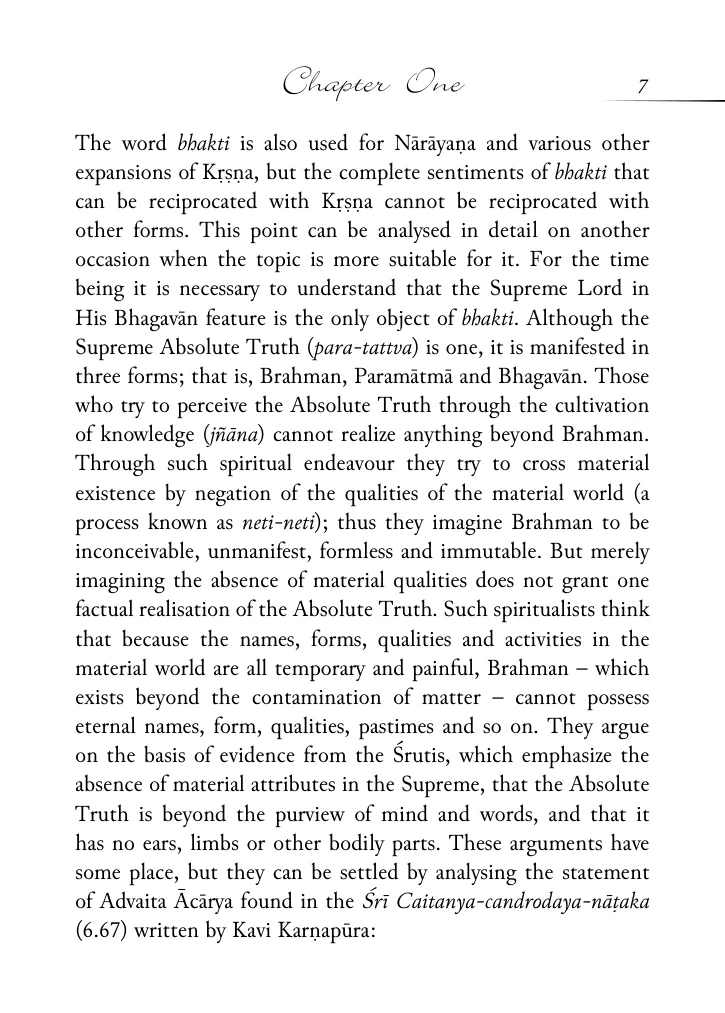 Chapter One 7
The word bhakti is also used for Nārāyaṇa and various other
expansions of Kṛṣṇa, but the complete sentiments of bhakti that
can be reciprocated with Kṛṣṇa cannot be reciprocated with
other forms. This point can be analysed in detail on another
occasion when the topic is more suitable for it. For the time
being it is necessary to understand that the Supreme Lord in
His Bhagavān feature is the only object of bhakti. Although the
Supreme Absolute Truth (para-tattva) is one, it is manifested in
three forms; that is, Brahman, Paramātmā and Bhagavān. Those
who try to perceive the Absolute Truth through the cultivation
of knowledge (jñāna) cannot realize anything beyond Brahman.
Through such spiritual endeavour they try to cross material
existence by negation of the qualities of the material world (a
process known as neti-neti); thus they imagine Brahman to be
inconceivable, unmanifest, formless and immutable. But merely
imagining the absence of material qualities does not grant one
factual realisation of the Absolute Truth. Such spiritualists think
that because the names, forms, qualities and activities in the
material world are all temporary and painful, Brahman – which
exists beyond the contamination of matter – cannot possess
eternal names, form, qualities, pastimes and so on. They argue
on the basis of evidence from the Śrutis, which emphasize the
absence of material attributes in the Supreme, that the Absolute
Truth is beyond the purview of mind and words, and that it
has no ears, limbs or other bodily parts. These arguments have
some place, but they can be settled by analysing the statement
of Advaita Ācārya found in the Śrī Caitanya-candrodaya-nāṭaka
(6.67) written by Kavi Karṇapūra: